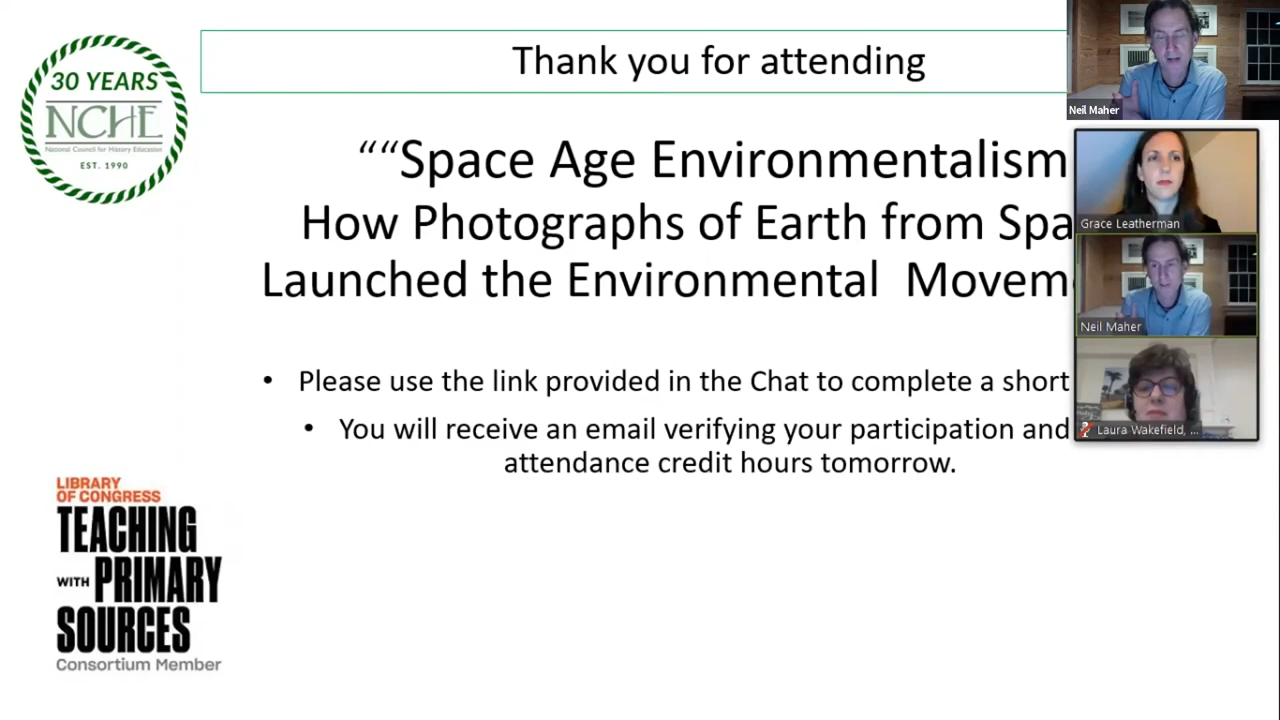 Thank you for attending
30 YEARS
NCHE
National Council for History Education
EST. 1990
““Space Age Environmentalism
How Photographs of Earth from Spa
Launched the Environmental Movem
• Please use the link provided in the Chat to complete a short
• You will receive an email verifying your participation and
attendance credit hours tomorrow.
LIBRARY
OF CONGRESS
TEACHING
WITH PRIMARY
SOURCES
Consortium Member
Neil Maher
Grace Leatherman
Neil Maher
Laura Wakefield, ...